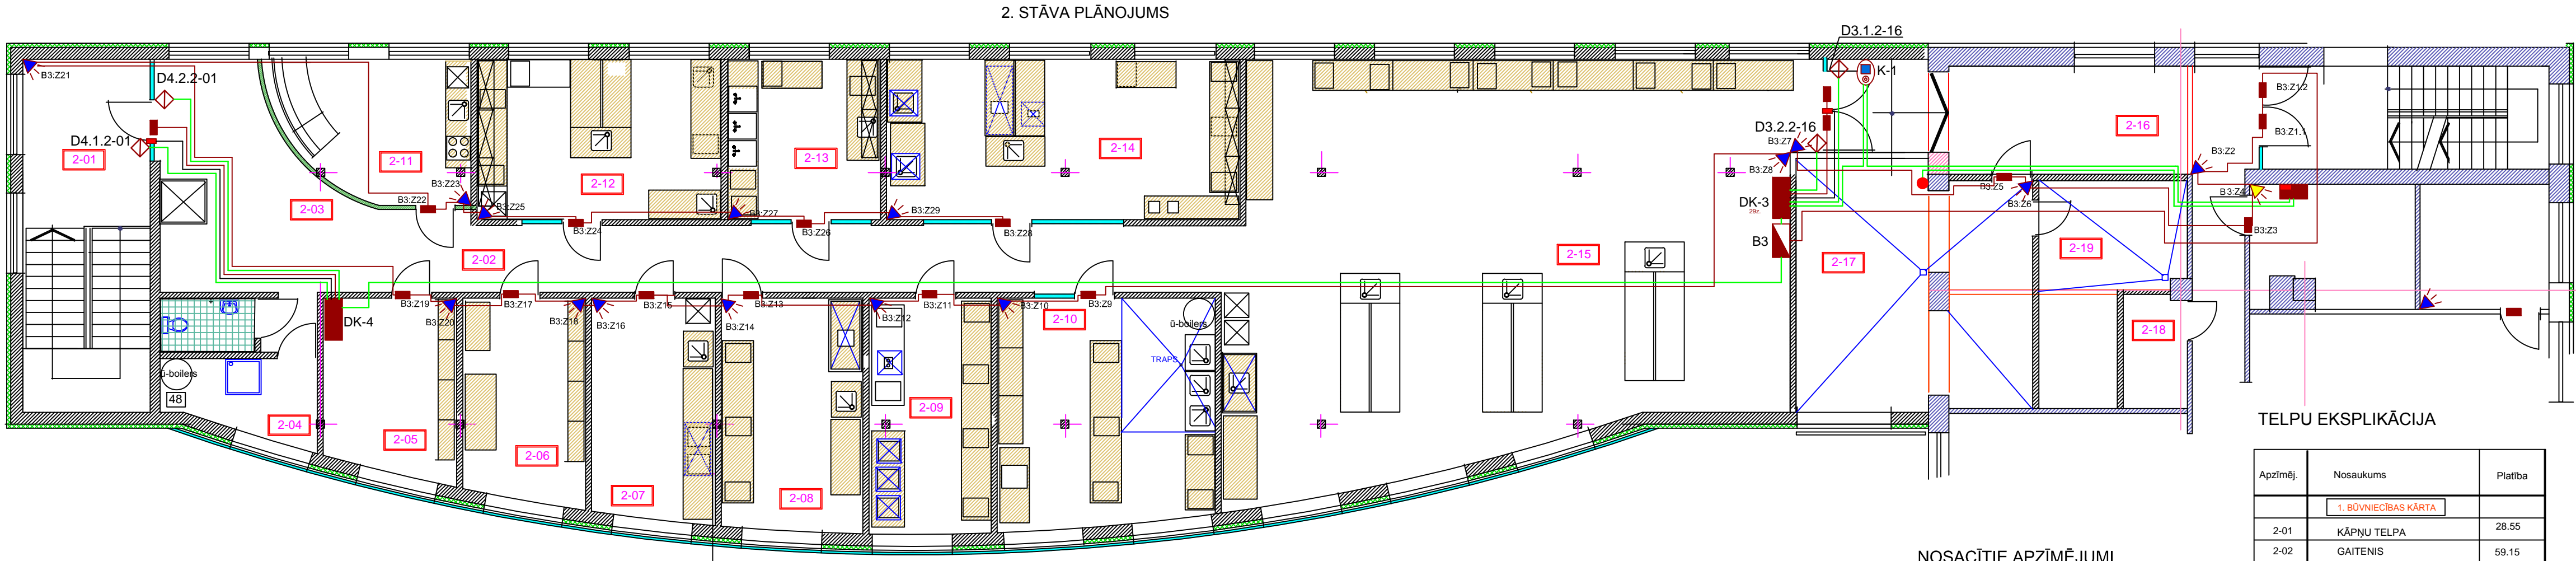 2. STĀVA PLĀNOJUMS
D3.1.2-16
B3:Z21
D4.2.2-01
K-1
B3:Z1.2
D4.1.2-01
D3.2.2-16
B3:Z1.1
2-16
2-01
2-11
2-12
2-13
2-14
B3:Z7
B3:Z8
B3:Z2
B3:Z23
B3:Z22
B3:Z25
B3:Z27
B3:Z29
B3:Z5
B3:Z6
B3:Z4
2-03
DK-3
29z.
B3:Z24
B3:Z26
B3:Z28
B3:Z3
B3
2-02
2-15
2-17
2-19
DK-4
B3:Z19
B3:Z20
B3:Z17
B3:Z18
B3:Z16
B3:Z15
B3:Z14
B3:Z13
B3:Z12
B3:Z11
B3:Z10
B3:Z9
2-10
ū-boilers
2-18
TRAPS
ū-boilers
48
2-04
2-05
2-06
2-07
2-08
2-09
TELPU EKSPLIKĀCIJA
Apzīmēj. Nosaukums Platība
1. BŪVNIECĪBAS KĀRTA
2-01 KĀPŅU TELPA 28.55
2-02 GAITENIS 59.15
NOSACĪTIE APZĪMĒJUMI